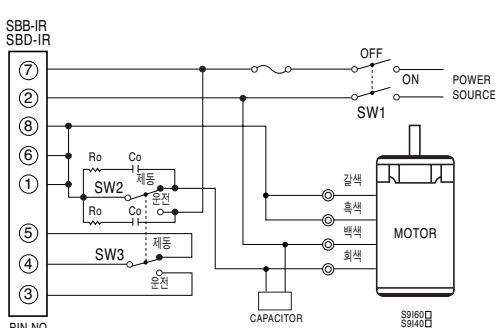 SBB-IR
SBD-IR
⑦
②
⑧
⑥
①
⑤
④
③
PIN NO
OFF
ON
POWER
SOURCE
SW1
Ro
Co
제동
SW2
운전
Ro
Co
제동
SW3
운전
갈색
흑색
백색
회색
MOTOR
CAPACITOR
S9I60□
S9I40□